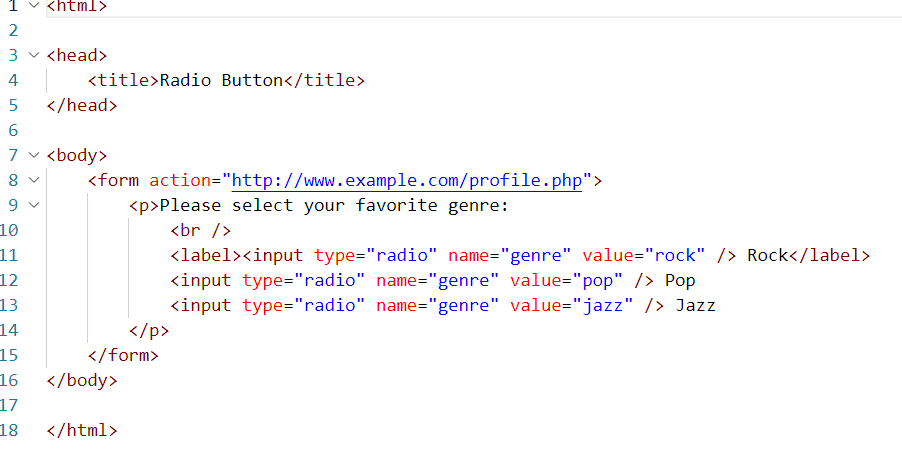 1 <html>
2
3 <head>
4 <title>Radio Button</title>
5 </head>
6
7 <body>
8 <form action="http://www.example.com/profile.php">
9 <p>Please select your favorite genre:
10 <br />
11 <label><input type="radio" name="genre" value="rock" /> Rock</label>
12 <input type="radio" name="genre" value="pop" /> Pop
13 <input type="radio" name="genre" value="jazz" /> Jazz
14 </p>
15 </form>
16 </body>
17
18 </html>